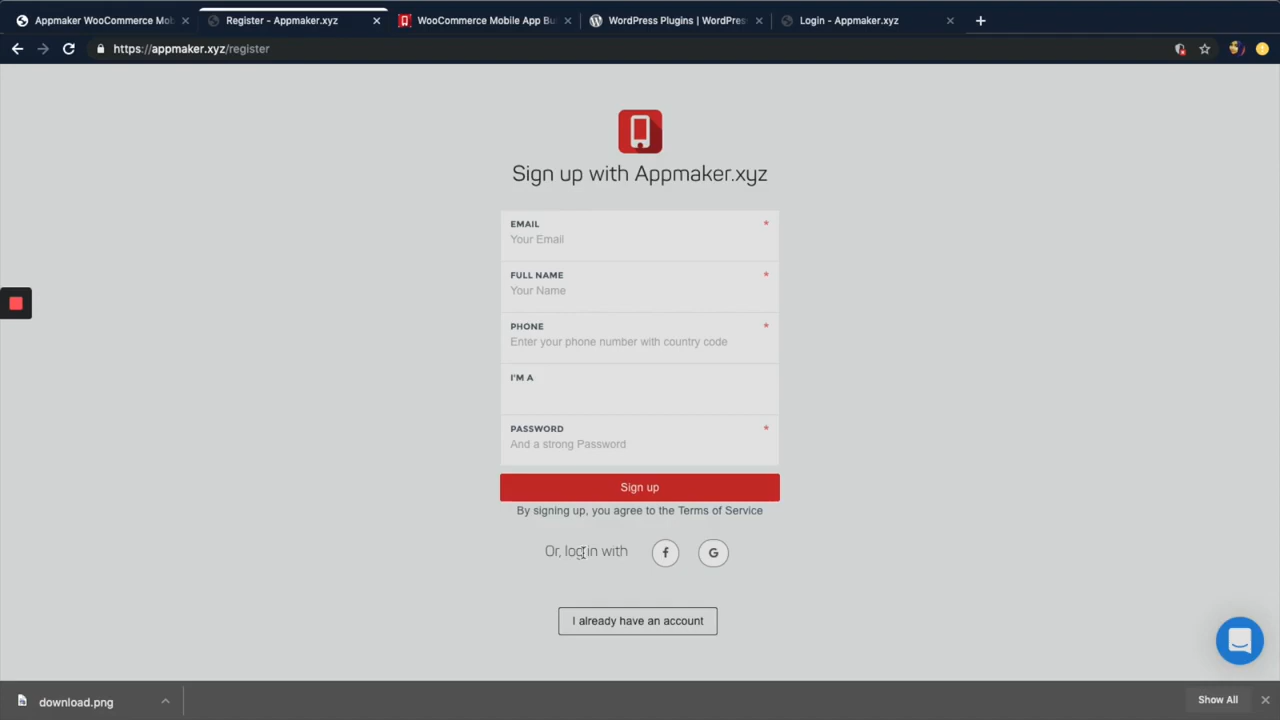 Appmaker WooCommerce Mob
Register - Appmaker.xyz
WooCommerce Mobile App Bu
WordPress Plugins | WordPres
Login - Appmaker.xyz
https://appmaker.xyz/register
Sign up with Appmaker.xyz
EMAIL *
Your Email
FULL NAME *
Your Name
PHONE *
Enter your phone number with country code
I'M A
PASSWORD *
And a strong Password
Sign up
By signing up, you agree to the Terms of Service
Or, log in with f G
I already have an account
download.png
Show All